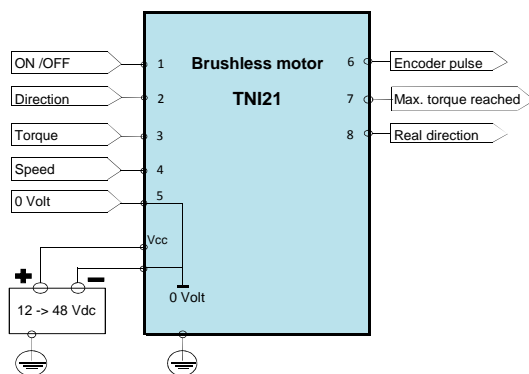 ON /OFF
Direction
Torque
Speed
0 Volt
1
2
3
4
5
Brushless motor
TNI21
6
7
8
Encoder pulse
Max. torque reached
Real direction
Vcc
+
−
12 -> 48 Vdc
0 Volt